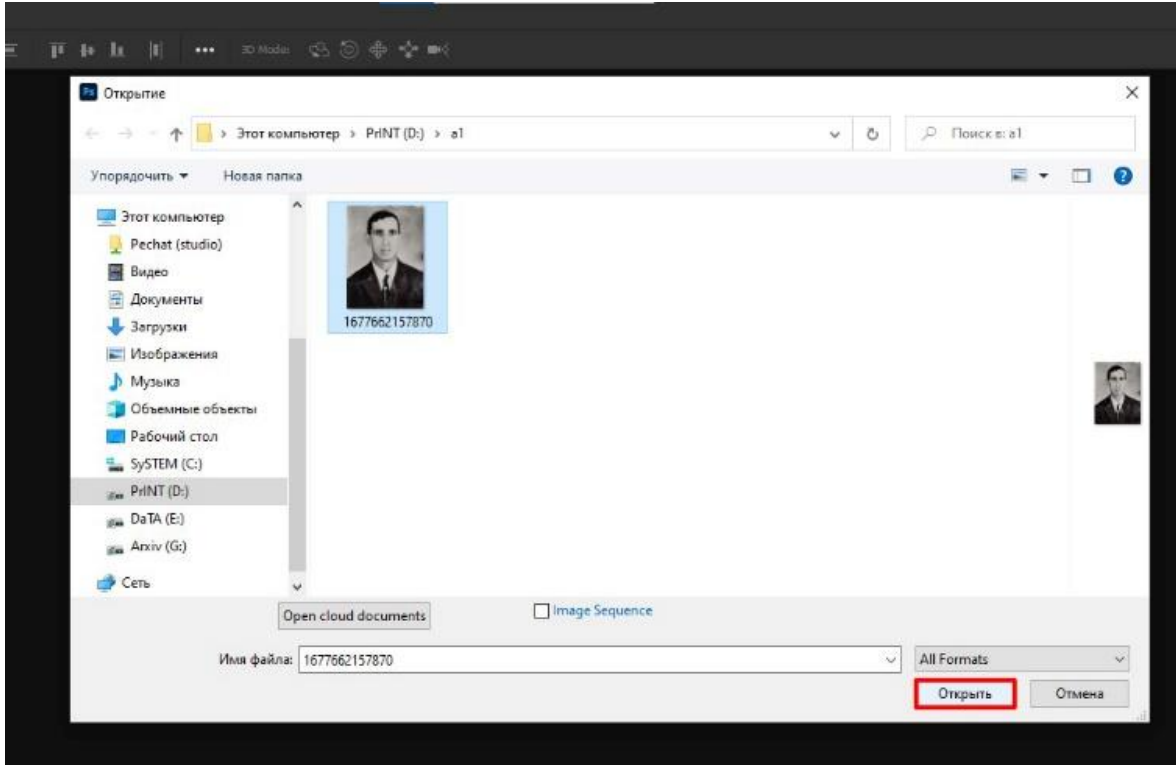 3D Mode:
Ps Открытие
Этот компьютер › PrINT (D:) › a1
Поиск в: a1
Упорядочить
Новая папка
Этот компьютер
Pechat (studio)
Видео
Документы
Загрузки
Изображения
Музыка
Объемные объекты
Рабочий стол
SySTEM (C:)
PrINT (D:)
DaTA (E:)
Arxiv (G:)
Сеть
1677662157870
Open cloud documents
Image Sequence
Имя файла: 1677662157870
All Formats
Открыть
Отмена